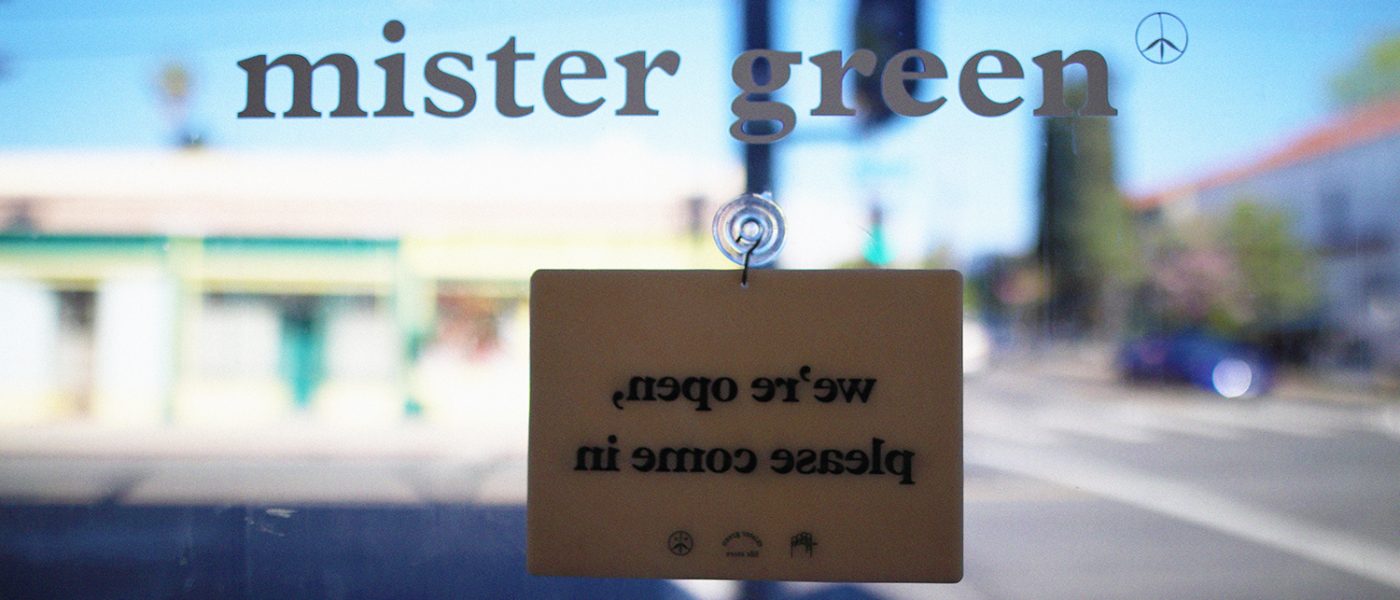 mister green
we're open,
please come in